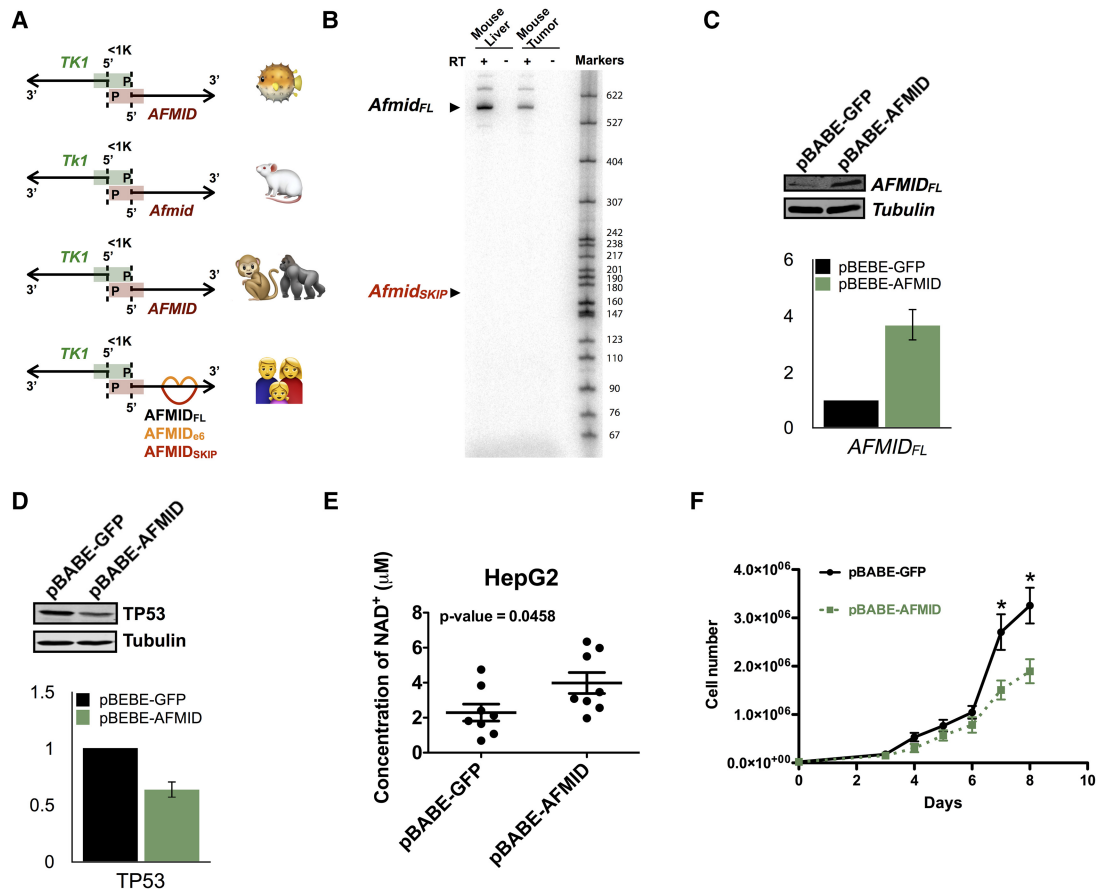 A
TK1
<1K
5'
3'
P
P
3'
5'
AFMID
Tk1
<1K
5'
3'
P
P
3'
5'
Afmid
TK1
<1K
5'
3'
P
P
3'
5'
AFMID
TK1
<1K
5'
3'
P
P
3'
5'
AFMIDFL
AFMIDe6
AFMIDSKIP
B
Mouse Liver
Mouse Tumor
RT + - + - Markers
AfmidFL
AfmidSKIP
622
527
404
307
242
238
217
201
190
180
160
147
123
110
90
76
67
C
pBABE-GFP
pBABE-AFMID
AFMIDFL
Tubulin
pBEBE-GFP
pBEBE-AFMID
6
4
2
0
AFMIDFL
D
pBABE-GFP
pBABE-AFMID
TP53
Tubulin
pBEBE-GFP
pBEBE-AFMID
1.5
1
0.5
0
TP53
E
HepG2
p-value = 0.0458
Concentration of NAD+ (μM)
8
6
4
2
0
pBABE-GFP
pBABE-AFMID
F
pBABE-GFP
pBABE-AFMID
* *
Cell number
4.0×10^06
3.0×10^06
2.0×10^06
1.0×10^06
0.0×10^+00
0 2 4 6 8 10
Days